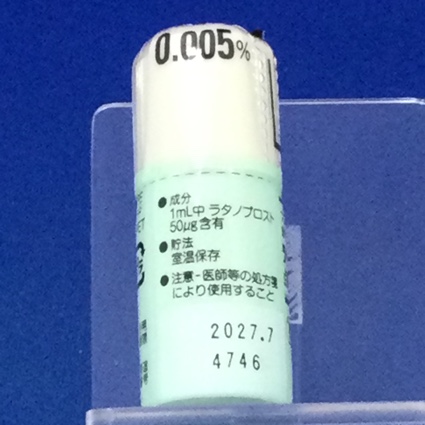 0.005%
●成分
1mL中 ラタノプロスト
50μg含有
●貯法
室温保存
●注意-医師等の処方箋
により使用すること
2027.7
4746